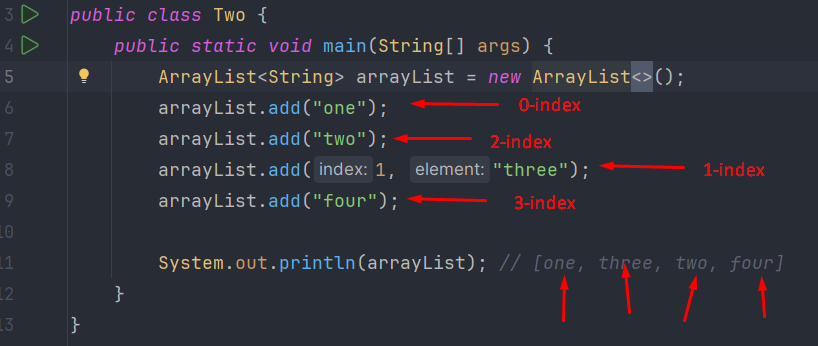 3 public class Two {
4 public static void main(String[] args) {
5 ArrayList<String> arrayList = new ArrayList<>();
6 arrayList.add("one"); 0-index
7 arrayList.add("two"); 2-index
8 arrayList.add( index: 1, element: "three"); 1-index
9 arrayList.add("four"); 3-index
10
11 System.out.println(arrayList); // [one, three, two, four]
12 }
13 }